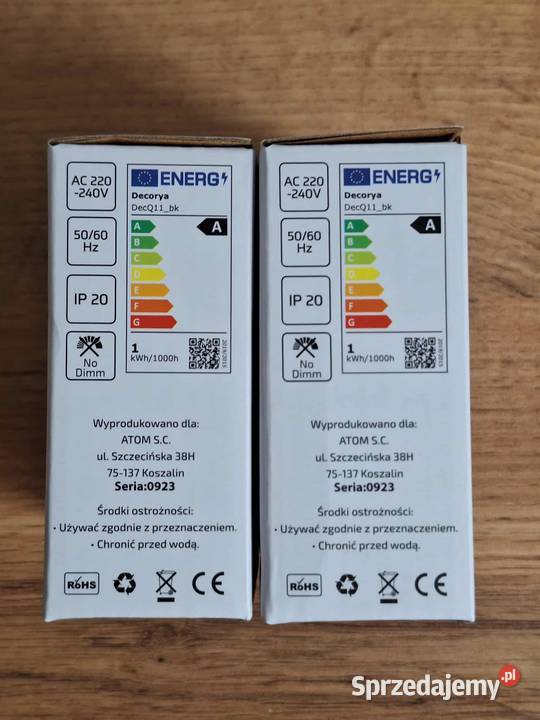 AC 220
-240V
50/60
Hz
IP 20
No
Dimm
ENERG
Decorya
DecQ11_bk
A
A
B
C
D
E
F
G
1
kWh/1000h
2019/2015
Wyprodukowano dla:
ATOM S.C.
ul. Szczecińska 38H
75-137 Koszalin
Seria:0923
Środki ostrożności:
• Używać zgodnie z przeznaczeniem.
• Chronić przed wodą.
RoHS
CE
AC 220
-240V
50/60
Hz
IP 20
No
Dimm
ENERG
Decorya
DecQ11_bk
A
A
B
C
D
E
F
G
1
kWh/1000h
2019/2015
Wyprodukowano dla:
ATOM S.C.
ul. Szczecińska 38H
75-137 Koszalin
Seria:0923
Środki ostrożności:
• Używać zgodnie z przeznaczeniem.
• Chronić przed wodą.
RoHS
CE
Sprzedajemy.pl